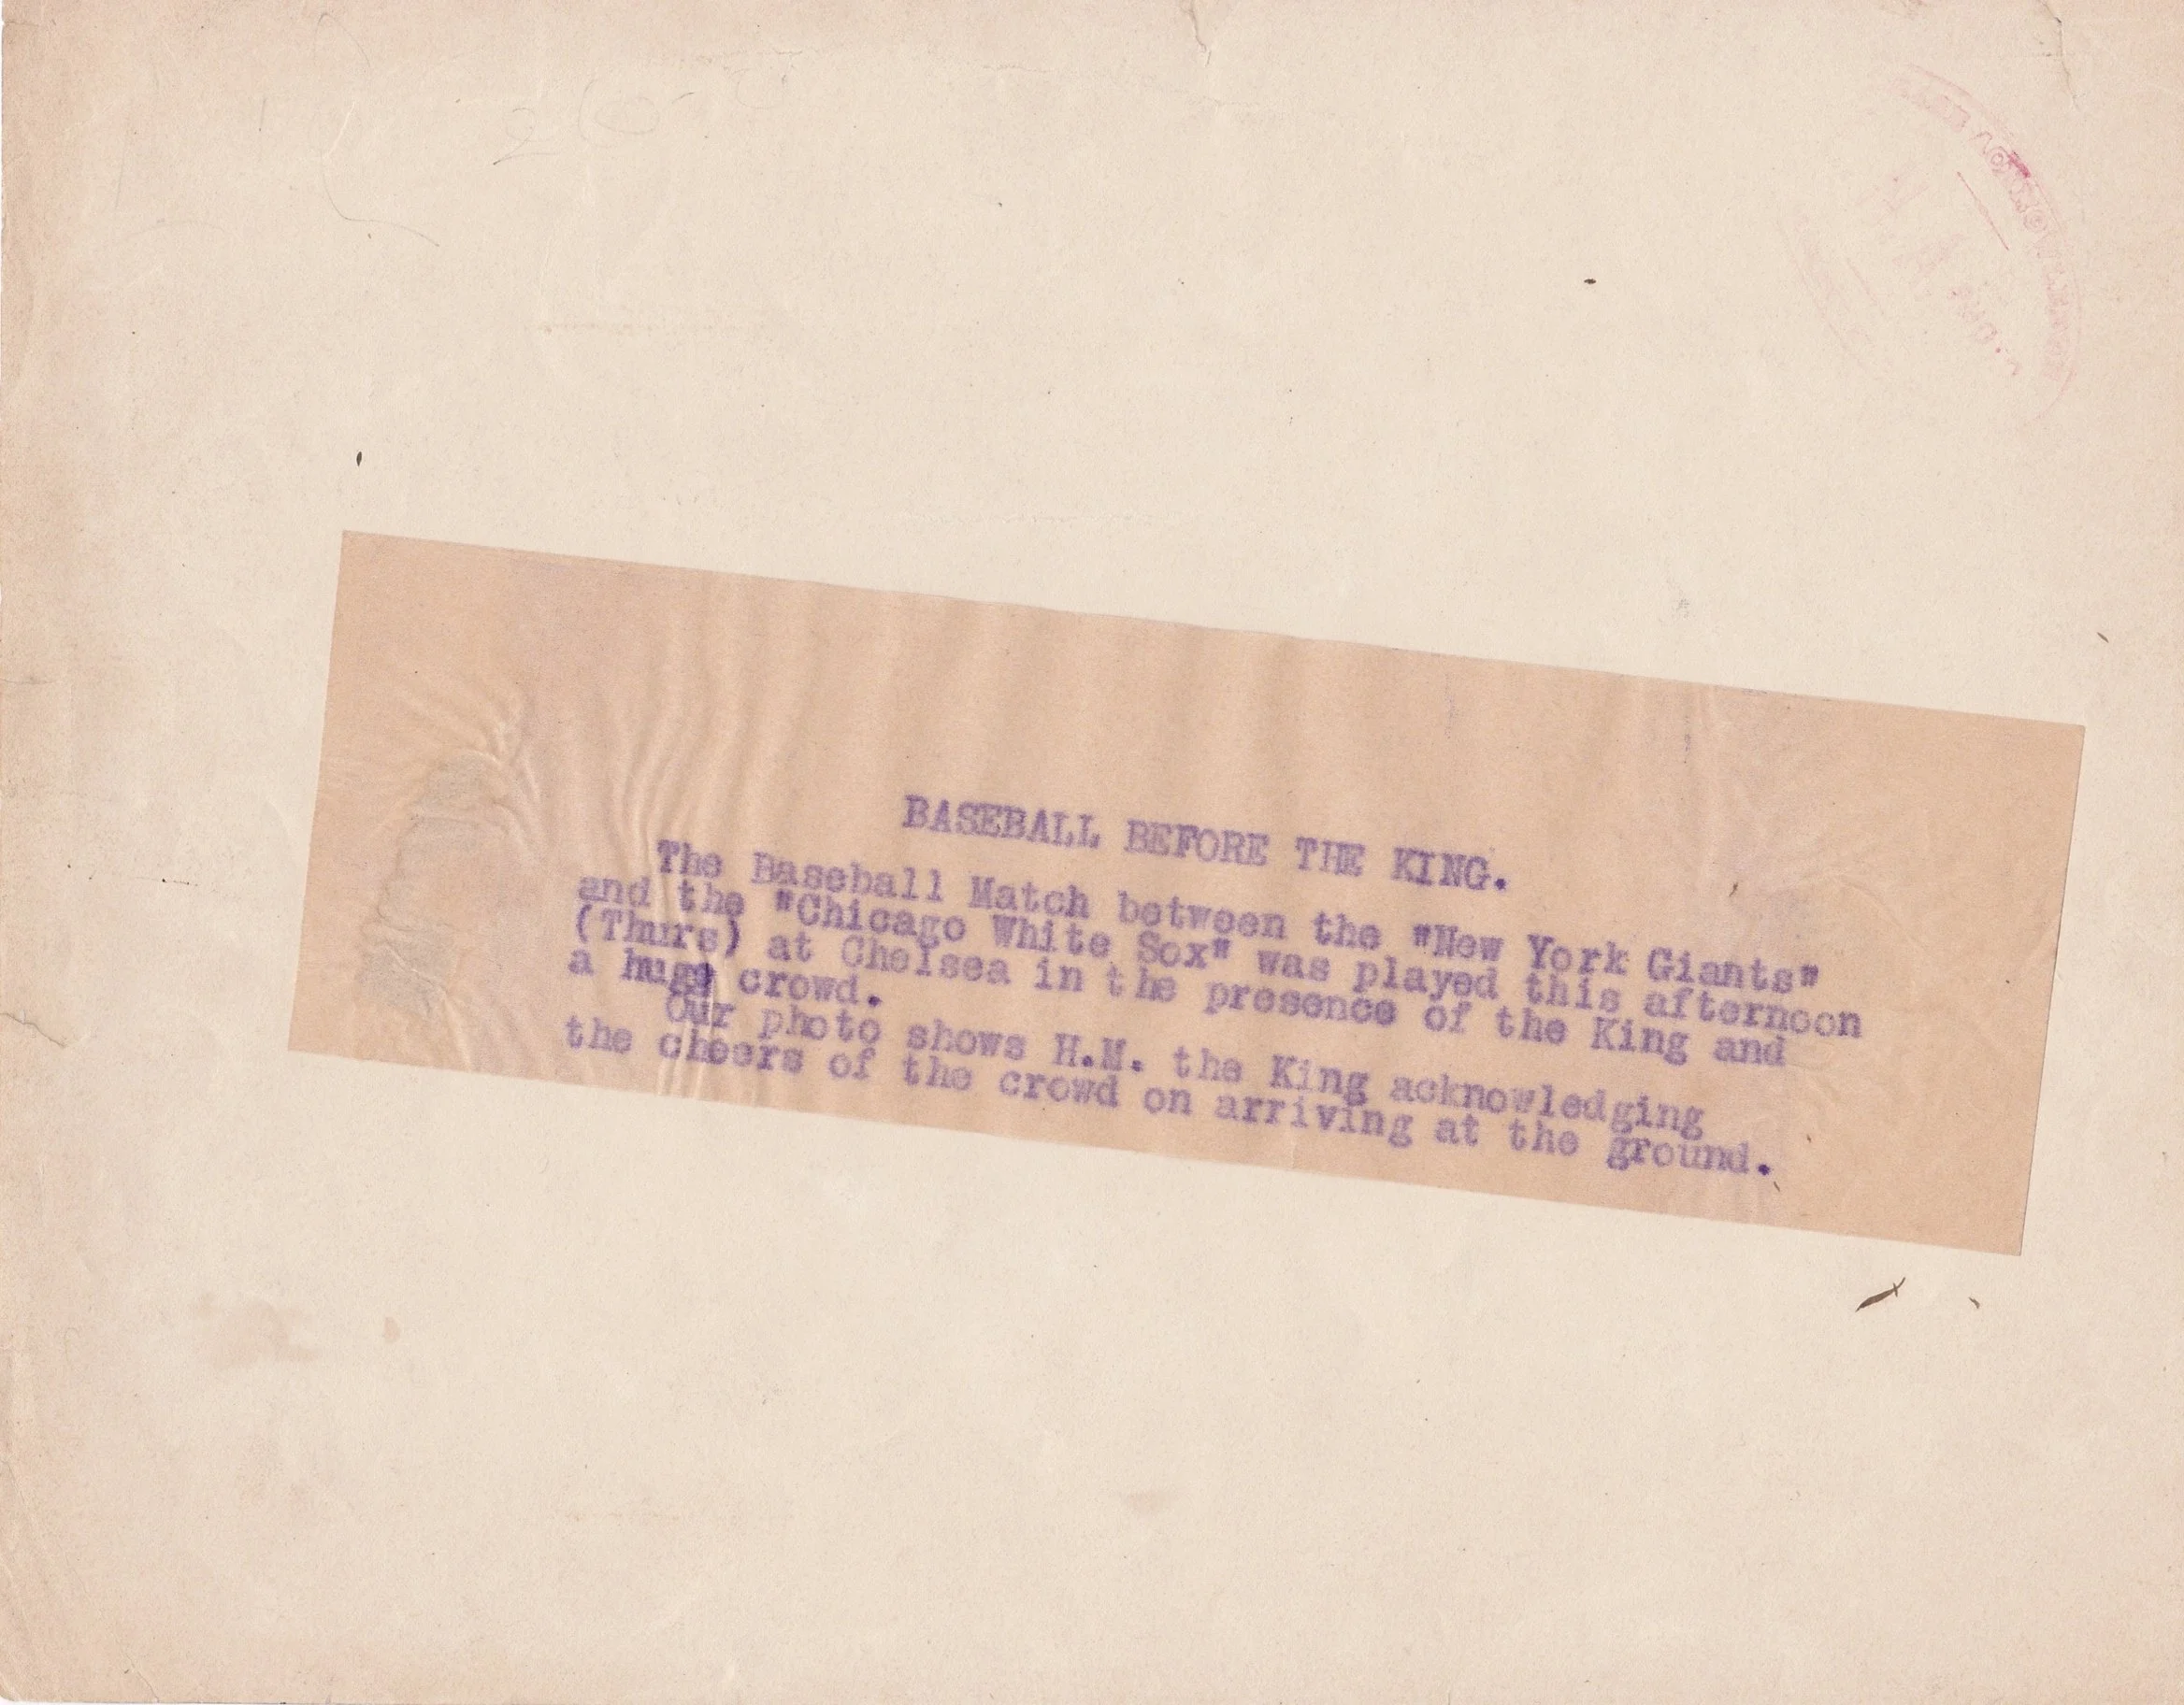 BASEBALL BEFORE THE KING.
The Baseball Match between the "New York Giants"
and the "Chicago White Sox" was played this afternoon
(Thurs) at Chelsea in the presence of the King and
a huge crowd.
Our photo shows H.M. the King acknowledging
the cheers of the crowd on arriving at the ground.